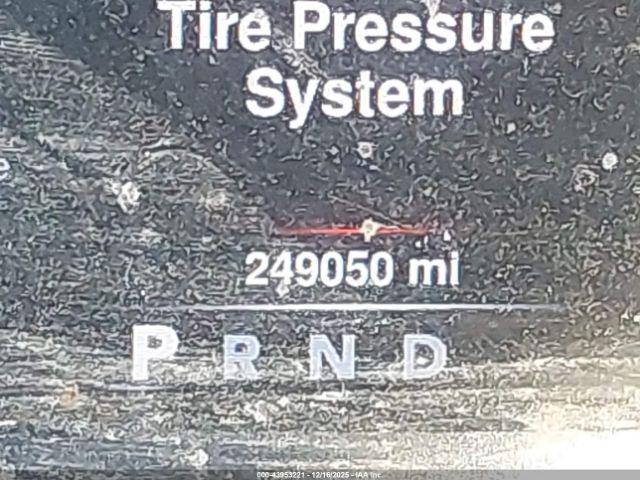 Tire Pressure
System
249050 mi
P R N D
000-43953221 - 12/16/2025 - IAA Inc.